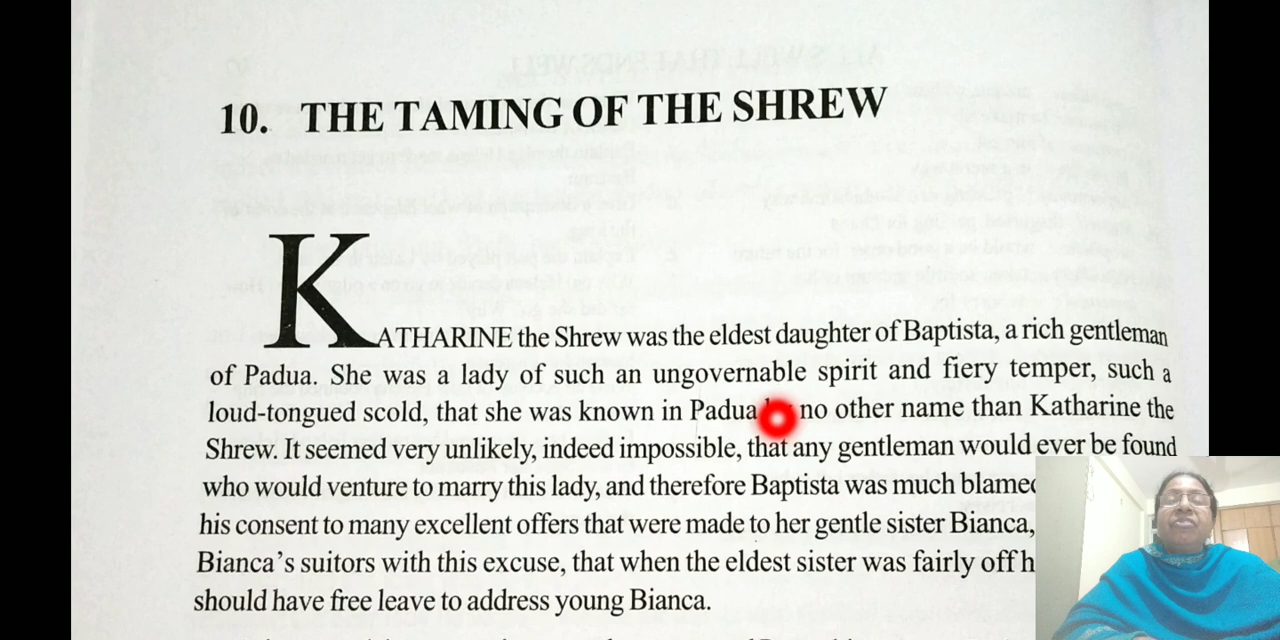 10. THE TAMING OF THE SHREW
KATHARINE the Shrew was the eldest daughter of Baptista, a rich gentleman
of Padua. She was a lady of such an ungovernable spirit and fiery temper, such a
loud-tongued scold, that she was known in Padua no other name than Katharine the
Shrew. It seemed very unlikely, indeed impossible, that any gentleman would ever be found
who would venture to marry this lady, and therefore Baptista was much blamed
his consent to many excellent offers that were made to her gentle sister Bianca,
Bianca's suitors with this excuse, that when the eldest sister was fairly off
should have free leave to address young Bianca.